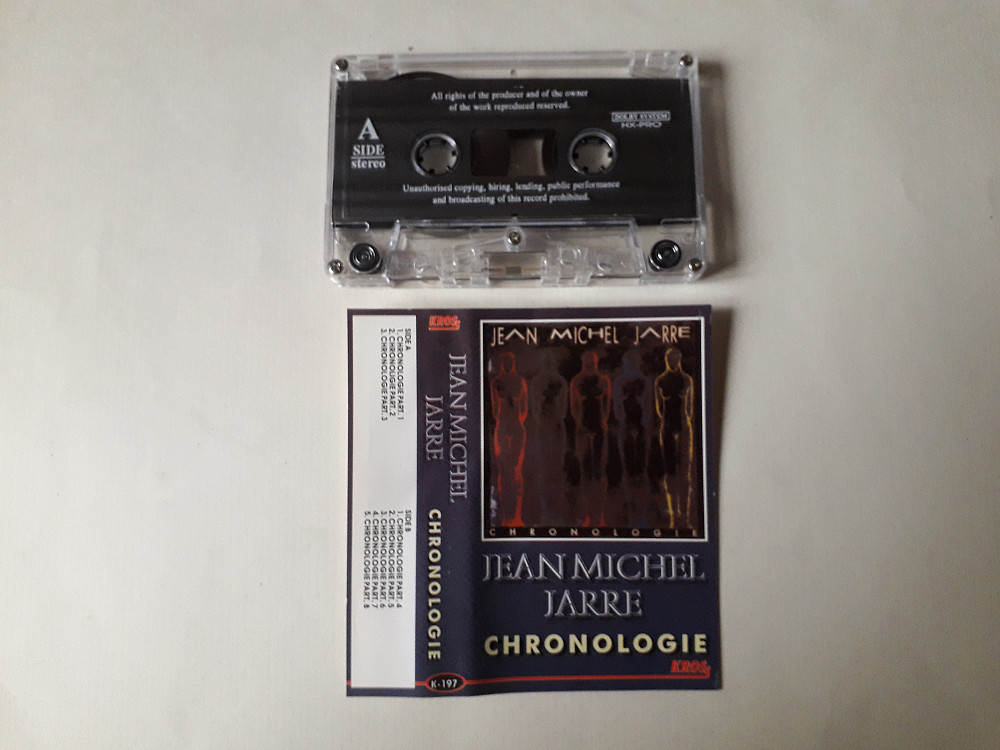 All rights of the producer and of the owner
of the work reproduced reserved.
DOLBY SYSTEM
HX-PRO
A
SIDE
stereo
Unauthorised copying, hiring, lending, public performance
and broadcasting of this record prohibited.
SIDE A
1. CHRONOLOGIE PART. 1
2. CHRONOLIGIE PART. 2
3. CHRONOLOGIE PART. 3
SIDE B
1. CHRONOLOGIE PART. 4
2. CHRONOLOGIE PART. 5
3. CHRONOLOGIE PART. 6
4. CHRONOLOGIE PART. 7
5. CHRONOLOGIE PART. 8
KROSS
JEAN MICHEL
JARRE
CHRONOLOGIE
K-197
JEAN MICHEL JARRE
CHRONOLOGIE
JEAN MICHEL
JARRE
CHRONOLOGIE
KROSS